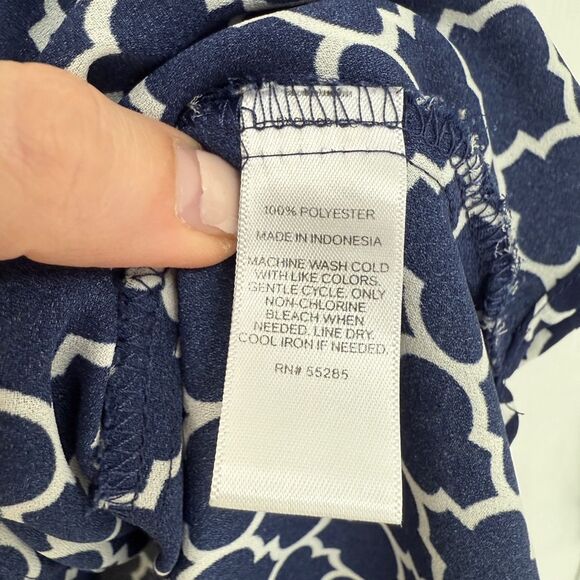 100% POLYESTER
MADE IN INDONESIA
MACHINE WASH COLD
WITH LIKE COLORS.
GENTLE CYCLE. ONLY
NON-CHLORINE
BLEACH WHEN
NEEDED. LINE DRY.
COOL IRON IF NEEDED.
RN# 55285